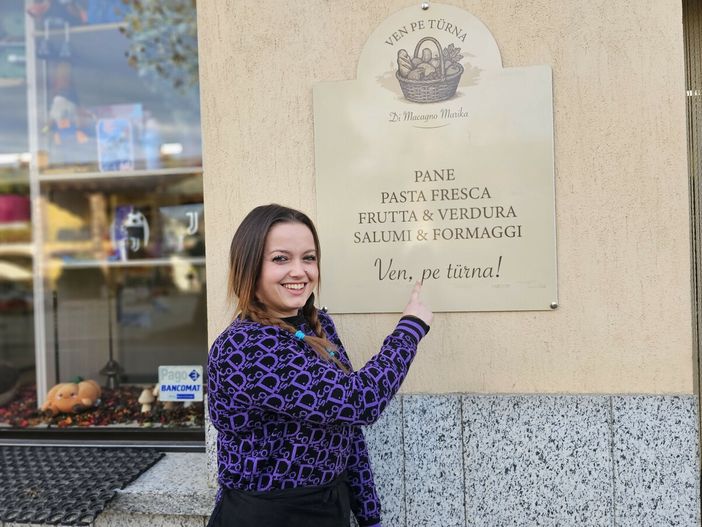 VEN PE TÜRNA
Di Macagno Marika
PANE
PASTA FRESCA
FRUTTA & VERDURA
SALUMI & FORMAGGI
Ven, pe türna!
Pago
BANCOMAT